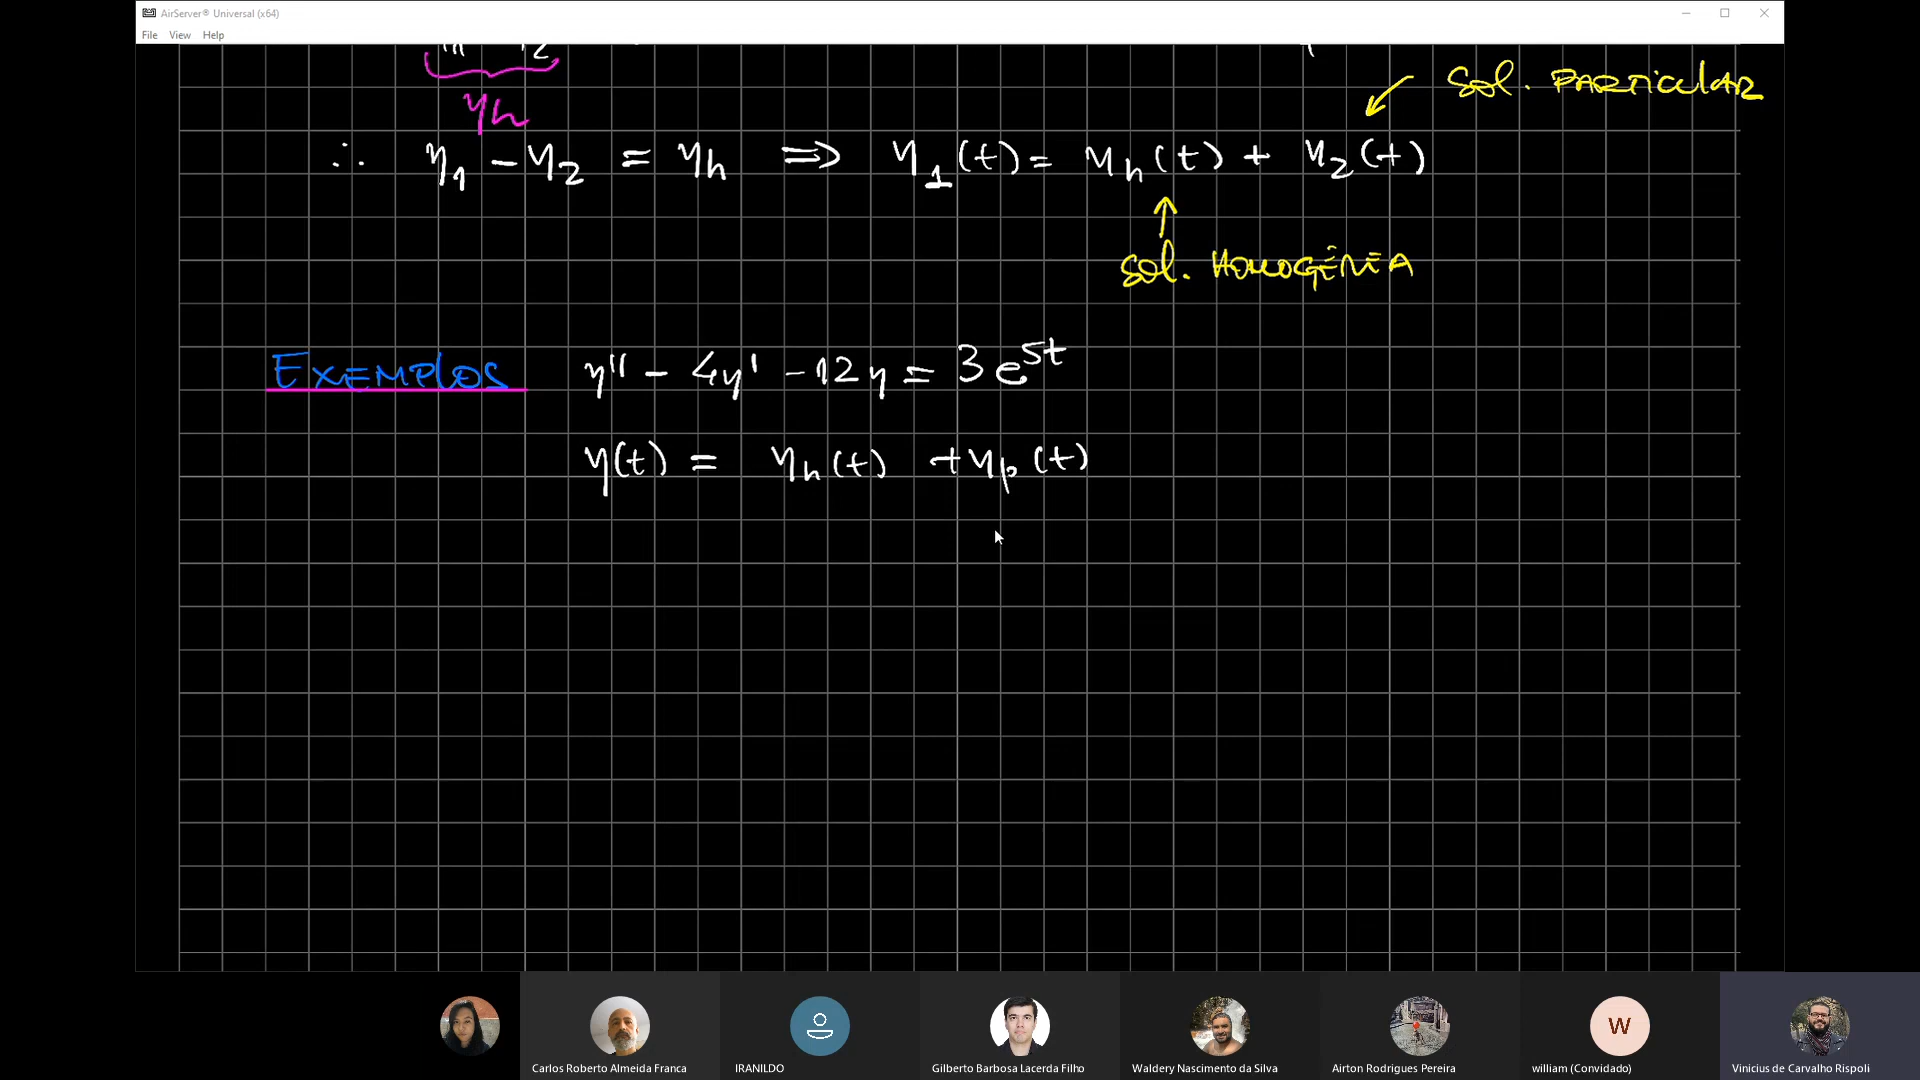 AirServer® Universal (x64)
File View Help
Sol. PARTICULAR
yh
∴ y₁ - y₂ = yh ⟹ y₁(t) = yh(t) + y₂(t)
Sol. HOMOGÊNEA
EXEMPLOS y'' - 4y' - 12y = 3e^{5t}
y(t) = yh(t) + yp(t)
W
Carlos Roberto Almeida Franca IRANILDO Gilberto Barbosa Lacerda Filho Waldery Nascimento da Silva Airton Rodrigues Pereira william (Convidado) Vinicius de Carvalho Rispoli